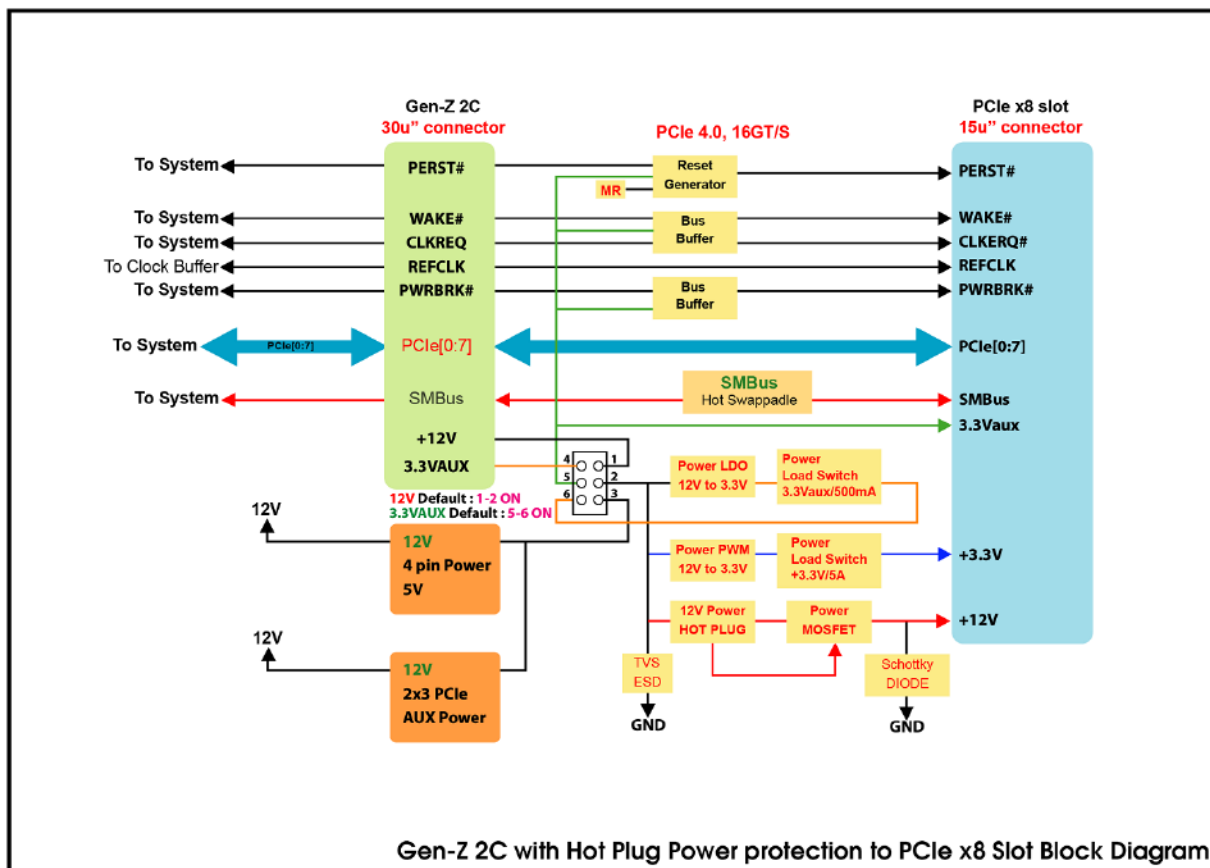 Gen-Z 2C
30u” connector
PCIe 4.0, 16GT/S
PCIe x8 slot
15u” connector
To System
PERST#
Reset
Generator
MR
PERST#
To System
WAKE#
Bus
Buffer
WAKE#
To System
CLKREQ
CLKERQ#
To Clock Buffer
REFCLK
REFCLK
To System
PWRBRK#
Bus
Buffer
PWRBRK#
To System
PCIe[0:7]
PCIe[0:7]
PCIe[0:7]
To System
SMBus
SMBus
Hot Swappadle
SMBus
3.3Vaux
+12V
3.3VAUX
4
1
5
2
6
3
Power LDO
12V to 3.3V
Power
Load Switch
3.3Vaux/500mA
12V Default : 1-2 ON
3.3VAUX Default : 5-6 ON
12V
12V
4 pin Power
5V
Power PWM
12V to 3.3V
Power
Load Switch
+3.3V/5A
+3.3V
12V Power
HOT PLUG
Power
MOSFET
+12V
12V
12V
2x3 PCIe
AUX Power
TVS
ESD
GND
Schottky
DIODE
GND
Gen-Z 2C with Hot Plug Power protection to PCIe x8 Slot Block Diagram